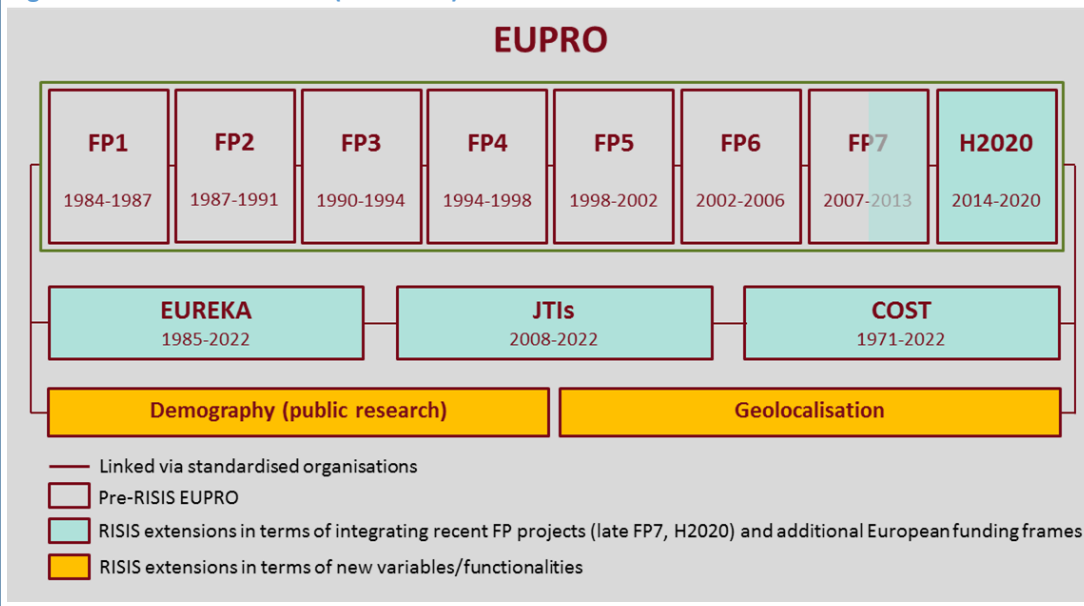 EUPRO
FP1 FP2 FP3 FP4 FP5 FP6 FP7 H2020
1984-1987 1987-1991 1990-1994 1994-1998 1998-2002 2002-2006 2007-2013 2014-2020
EUREKA JTIs COST
1985-2022 2008-2022 1971-2022
Demography (public research) Geolocalisation
Linked via standardised organisations
Pre-RISIS EUPRO
RISIS extensions in terms of integrating recent FP projects (late FP7, H2020) and additional European funding frames
RISIS extensions in terms of new variables/functionalities